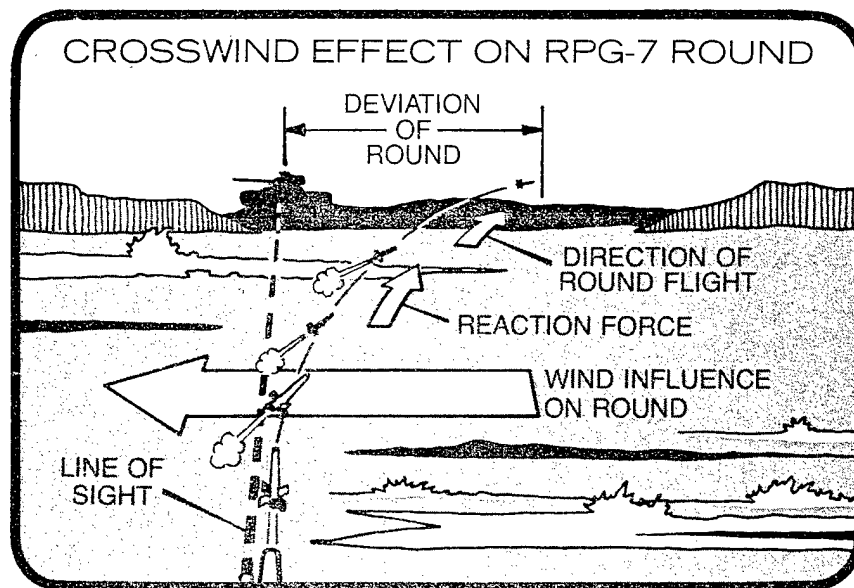 CROSSWIND EFFECT ON RPG-7 ROUND
DEVIATION
OF
ROUND
DIRECTION OF
ROUND FLIGHT
REACTION FORCE
WIND INFLUENCE
ON ROUND
LINE OF
SIGHT